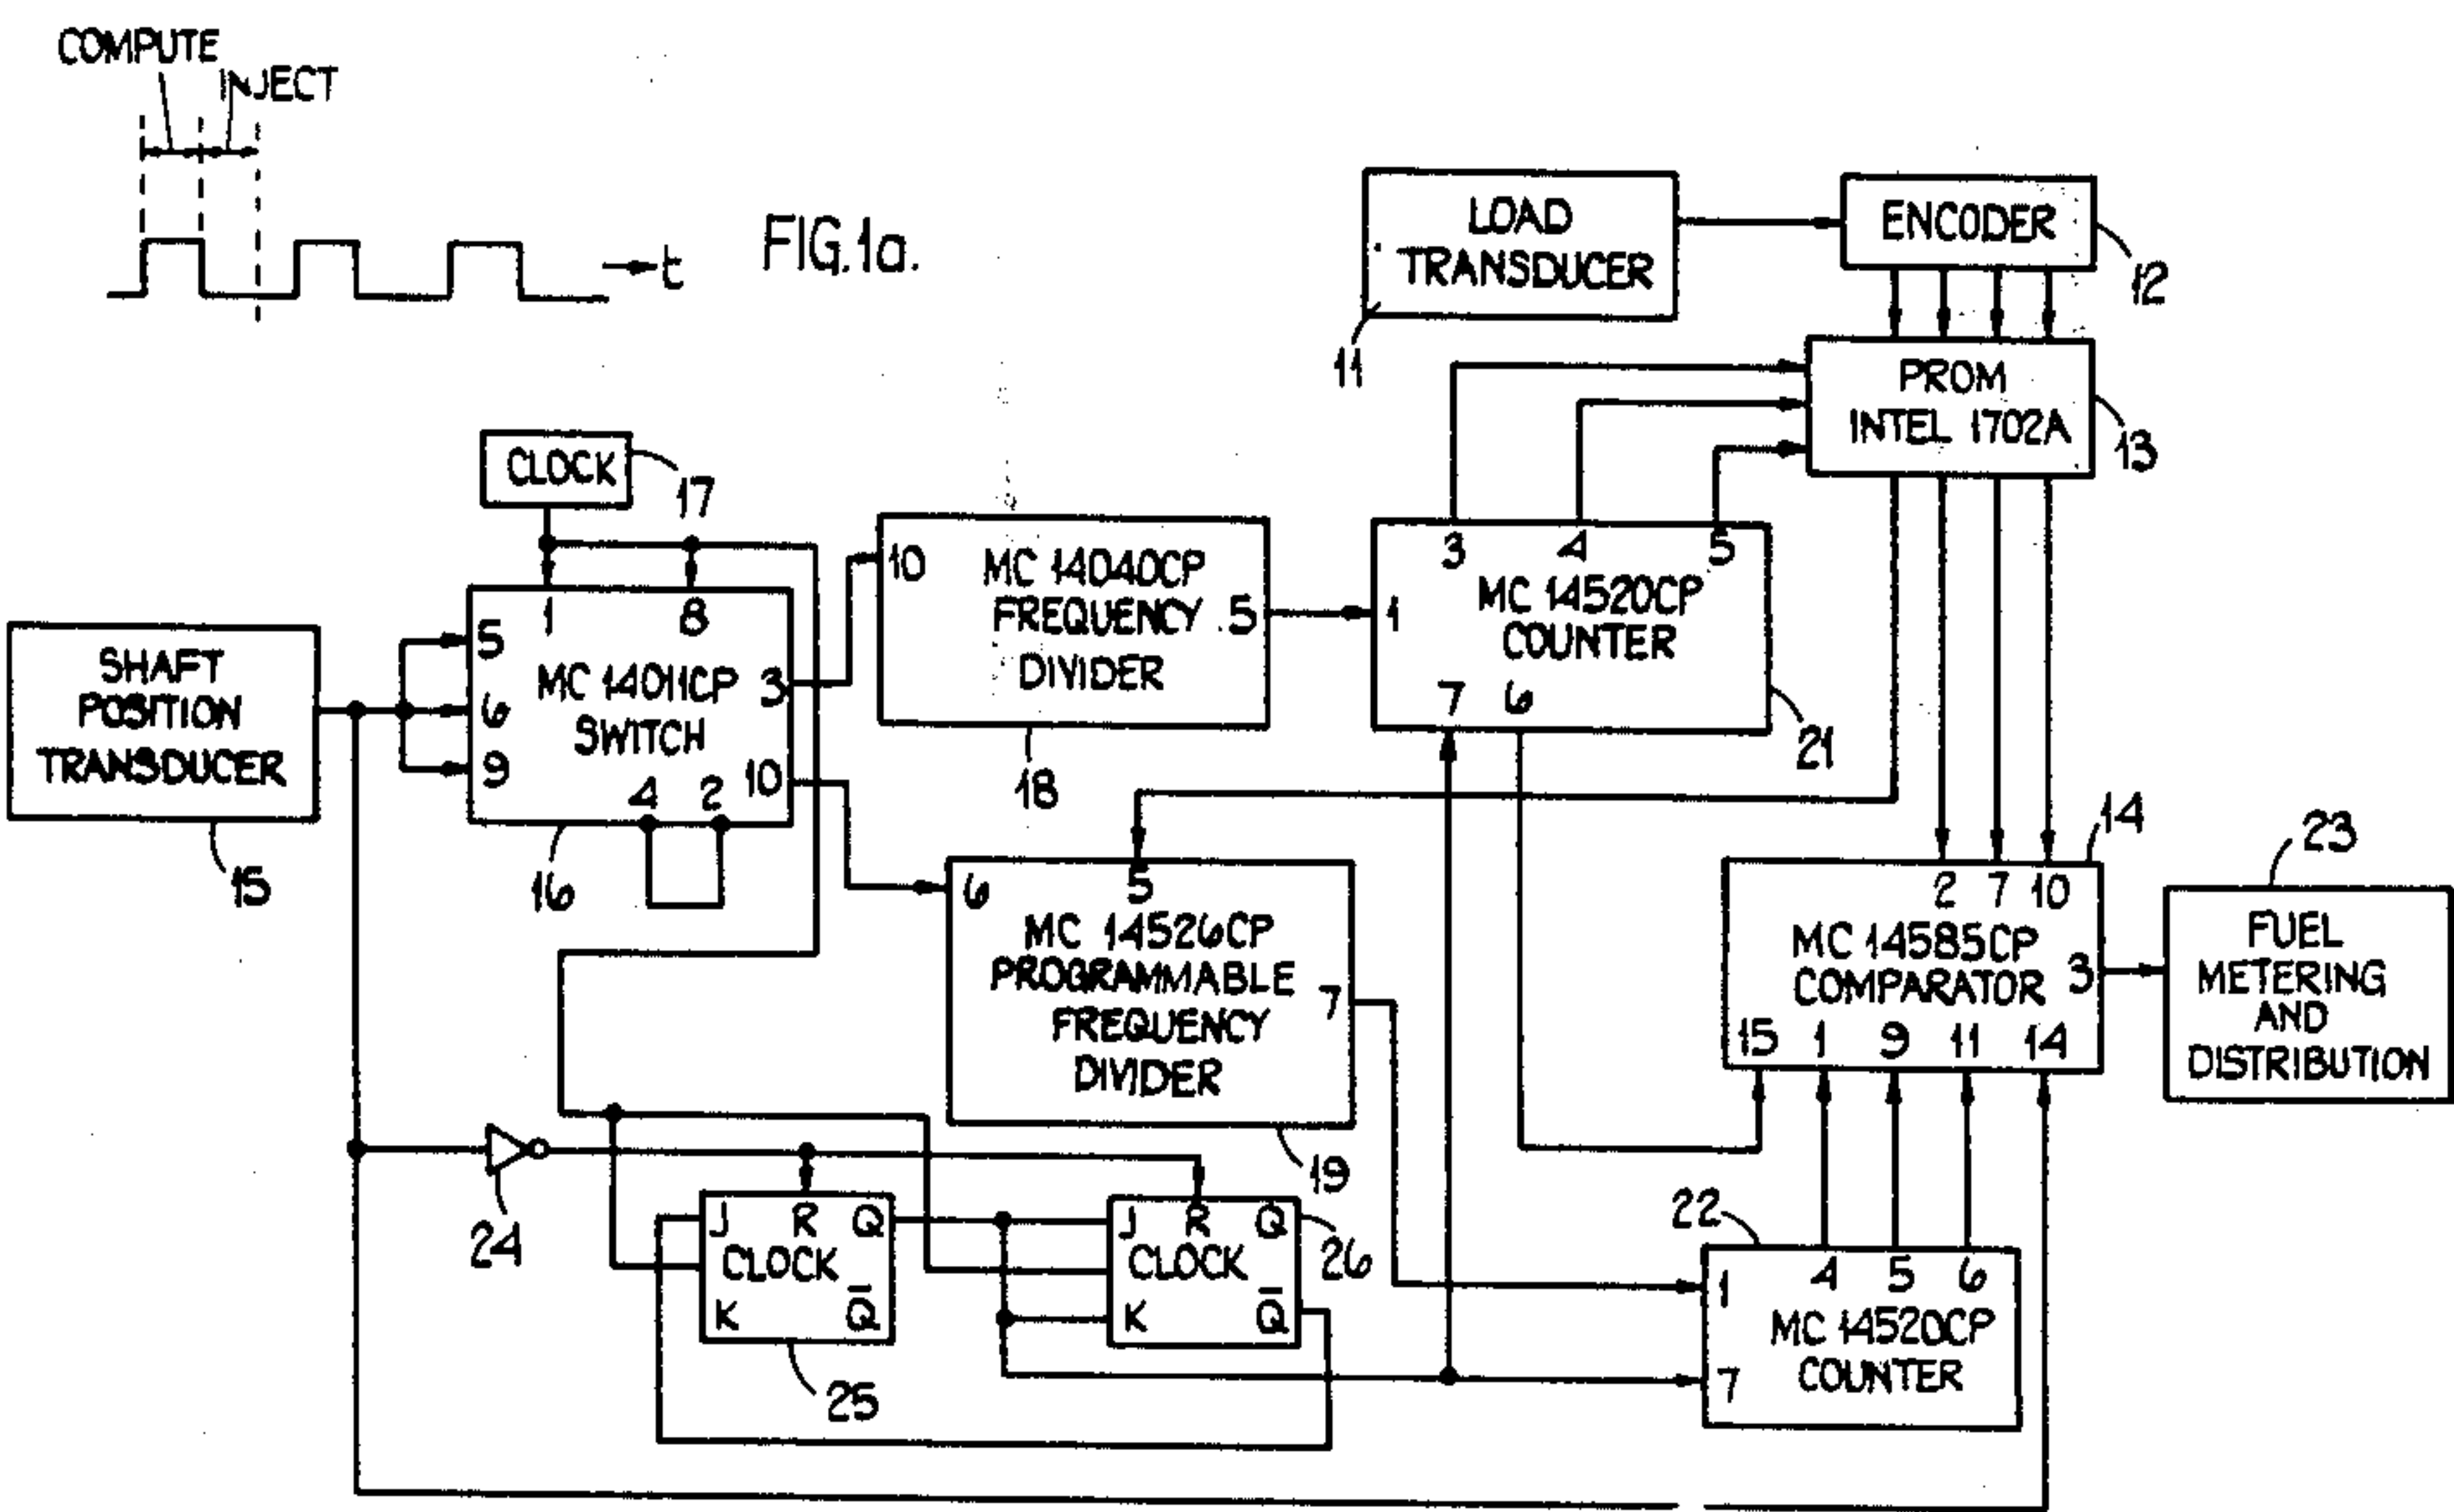 COMPUTE
INJECT
t
FIG.1a.
LOAD
TRANSDUCER
11
ENCODER
12
PROM
INTEL 1702A
13
CLOCK
17
SHAFT
POSITION
TRANSDUCER
15
1 8
5
6
9
MC 14011CP
SWITCH
3
10
4 2
16
10
MC 14040CP
FREQUENCY
DIVIDER
5
18
3 4 5
1
MC 14520CP
COUNTER
7 6
21
6
5
MC 14526CP
PROGRAMMABLE
FREQUENCY
DIVIDER
7
19
14
2 7 10
MC 14585CP
COMPARATOR
3
15 1 9 11 14
23
FUEL
METERING
AND
DISTRIBUTION
24
J R Q
CLOCK
K Q̅
25
J R Q
CLOCK
K Q̅
26
22
4 5 6
1
MC 14520CP
COUNTER
7